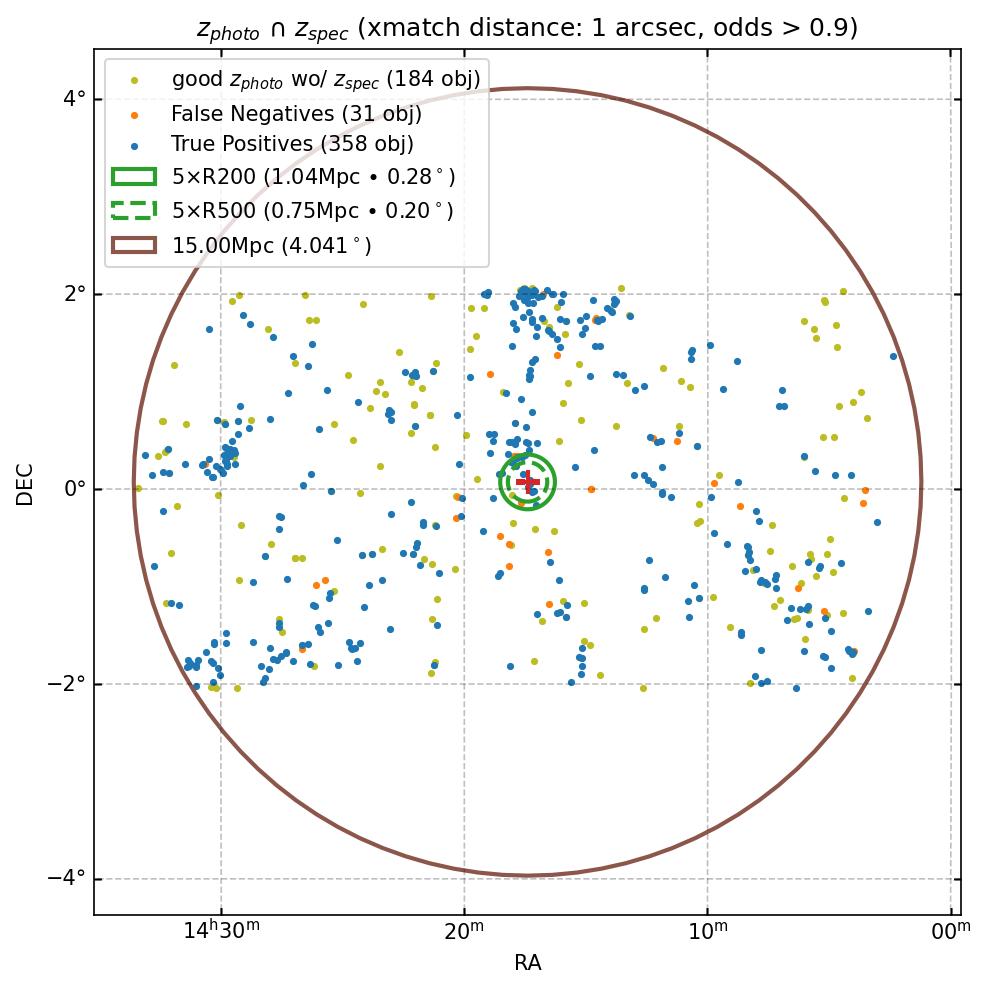 z_photo ∩ z_spec (xmatch distance: 1 arcsec, odds > 0.9)
good z_photo wo/ z_spec (184 obj)
False Negatives (31 obj)
True Positives (358 obj)
5×R200 (1.04Mpc • 0.28°)
5×R500 (0.75Mpc • 0.20°)
15.00Mpc (4.041°)
4°
2°
0°
−2°
−4°
DEC
14ʰ30ᵐ 20ᵐ 10ᵐ 00ᵐ
RA